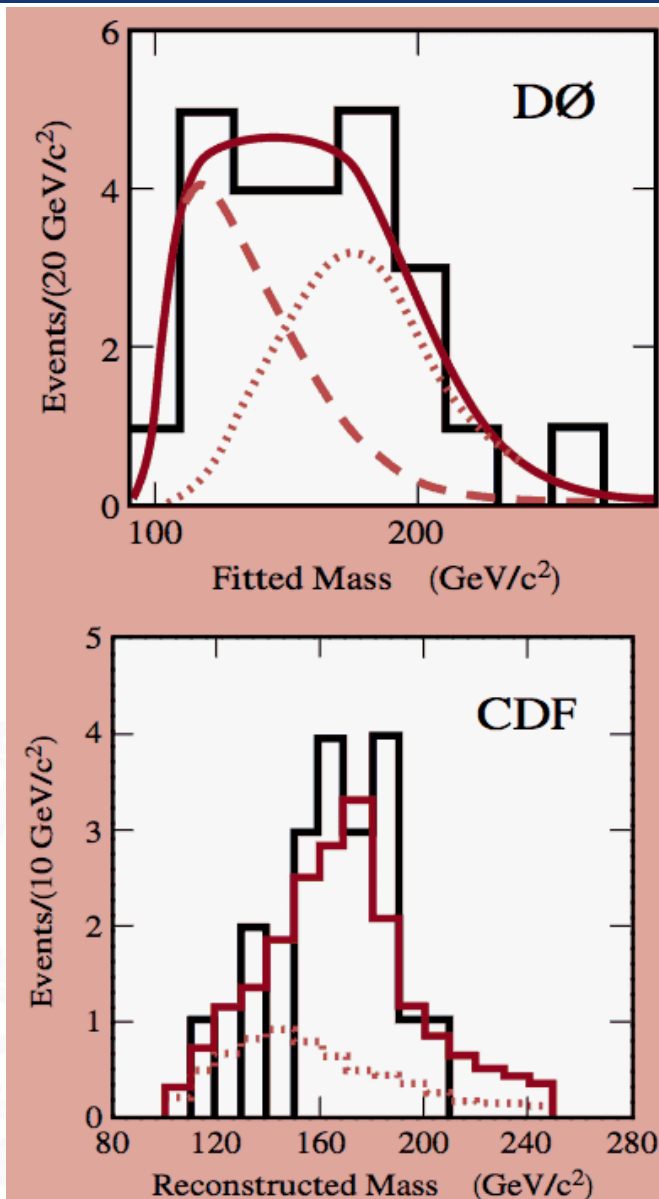 6
DØ
4
2
0
Events/(20 GeV/c²)
100 200
Fitted Mass (GeV/c²)
5
CDF
4
3
2
1
0
Events/(10 GeV/c²)
80 120 160 200 240 280
Reconstructed Mass (GeV/c²)